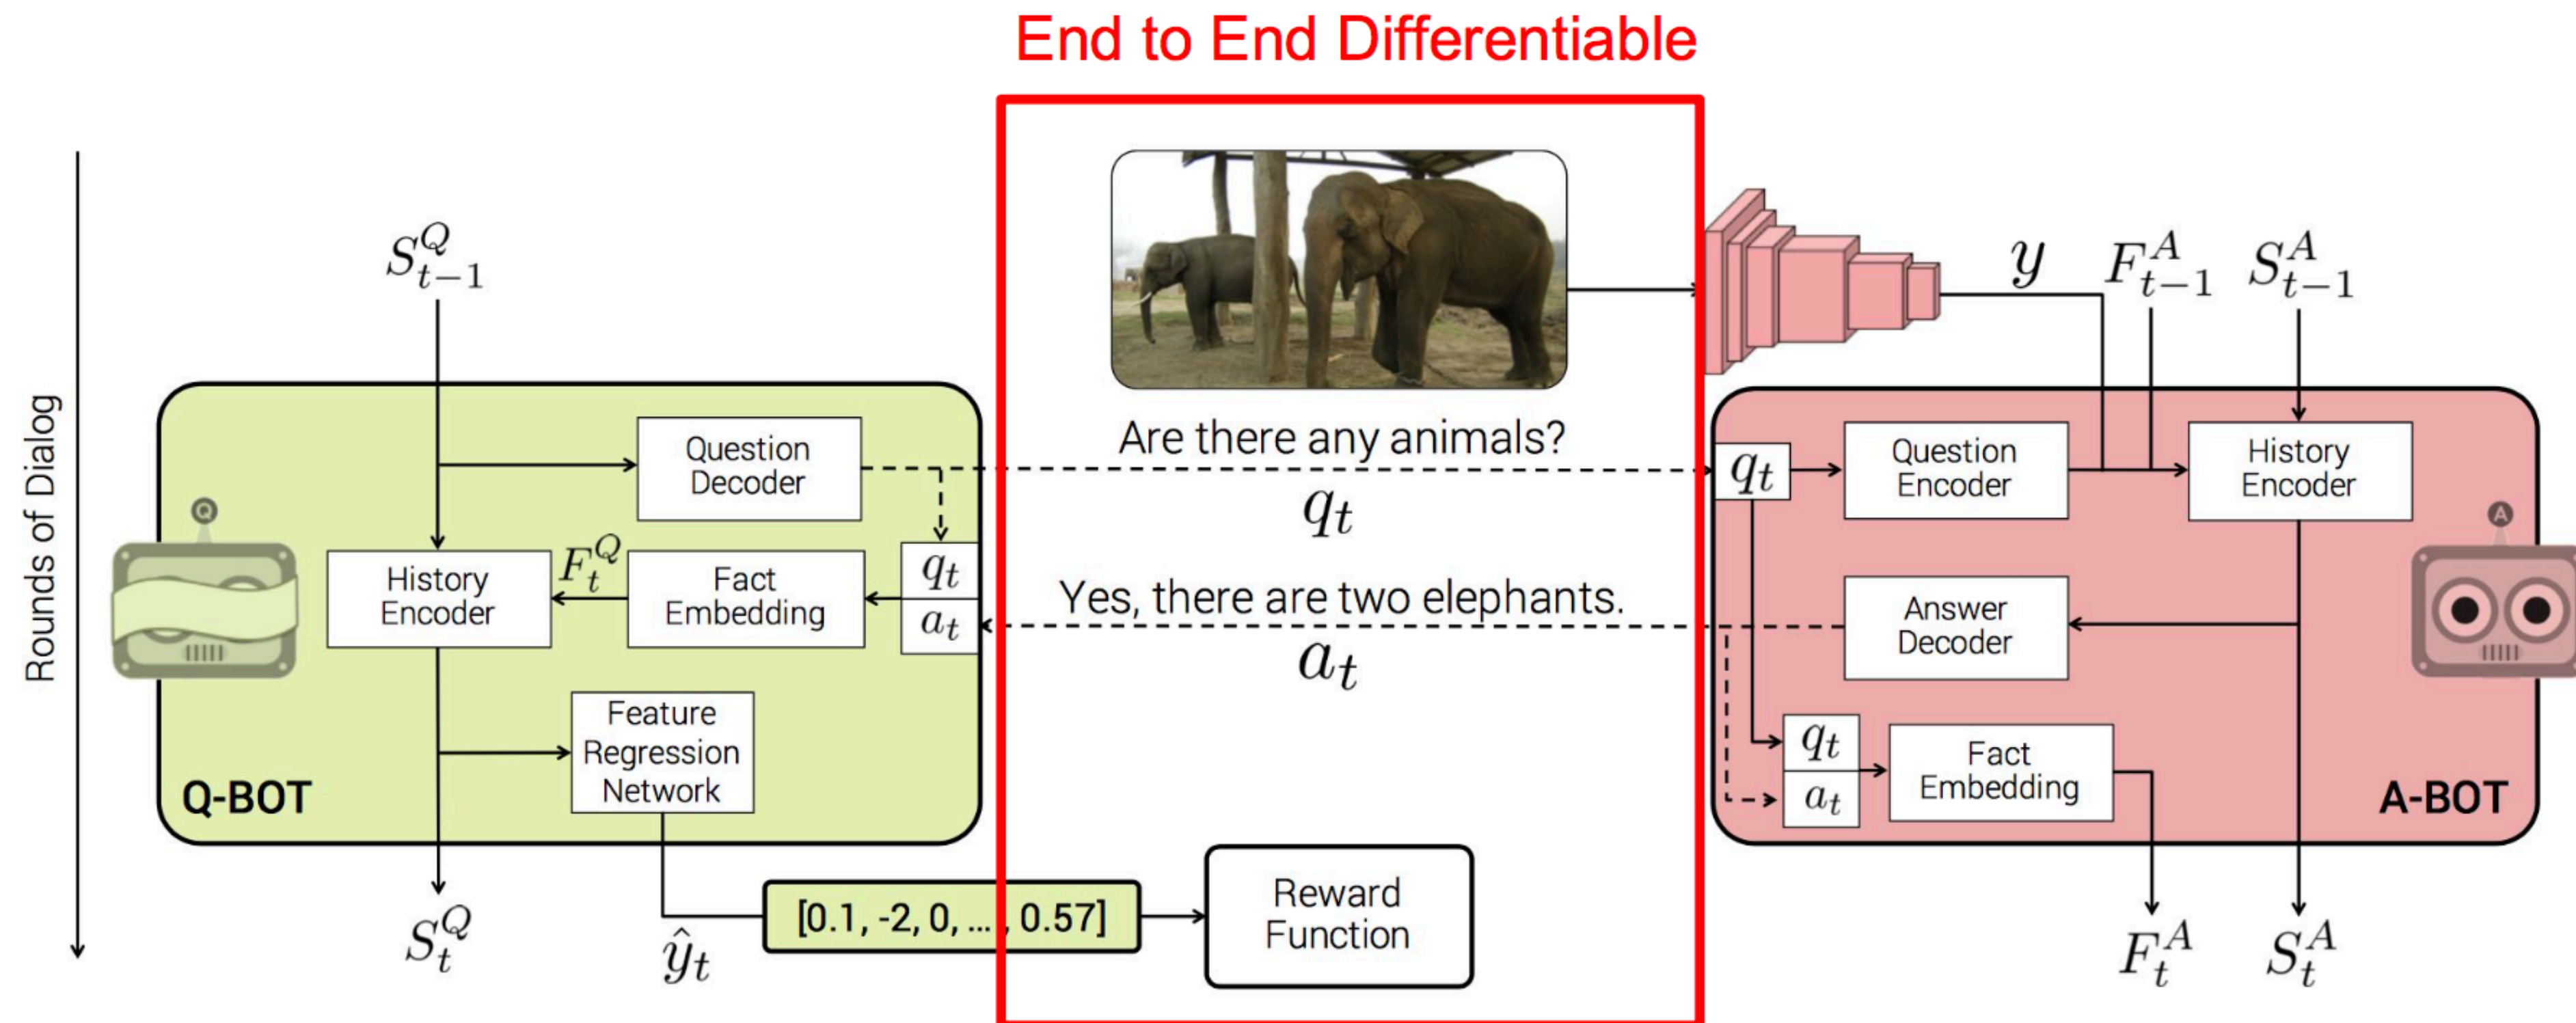 End to End Differentiable
Rounds of Dialog
S^Q_{t-1}
y
F^A_{t-1}
S^A_{t-1}
Question
Decoder
Are there any animals?
q_t
q_t
Question
Encoder
History
Encoder
Q
History
Encoder
F^Q_t
Fact
Embedding
q_t
a_t
Yes, there are two elephants.
a_t
Answer
Decoder
A
Feature
Regression
Network
Q-BOT
q_t
a_t
Fact
Embedding
A-BOT
S^Q_t
ŷ_t
[0.1, -2, 0, ... , 0.57]
Reward
Function
F^A_t
S^A_t